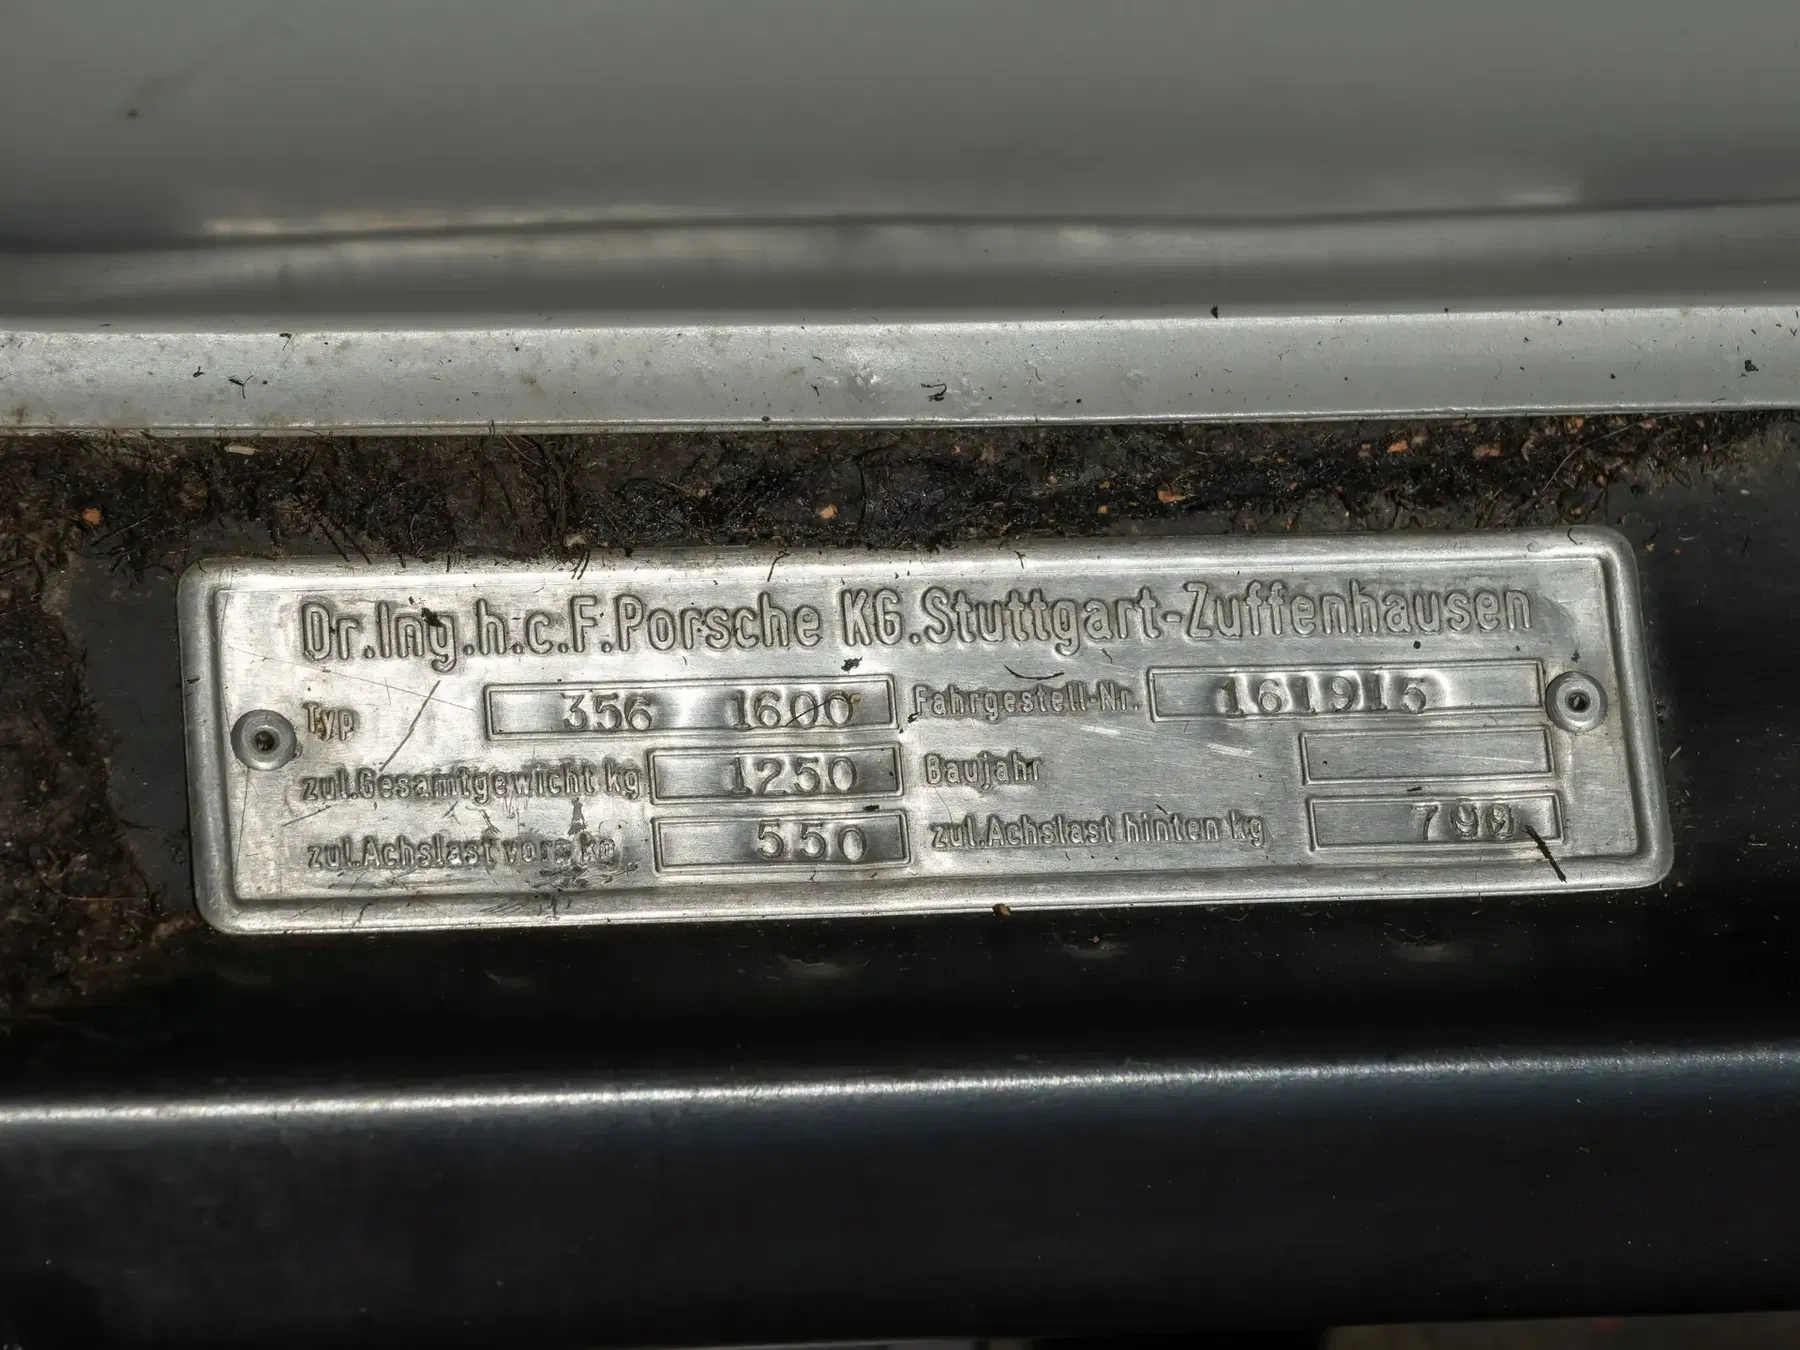 Dr.Ing.h.c.F.Porsche KG.Stuttgart-Zuffenhausen
Typ 356 1600 Fahrgestell-Nr. 161915
zul.Gesamtgewicht kg 1250 Baujahr
zul.Achslast vorn kg 550 zul.Achslast hinten kg